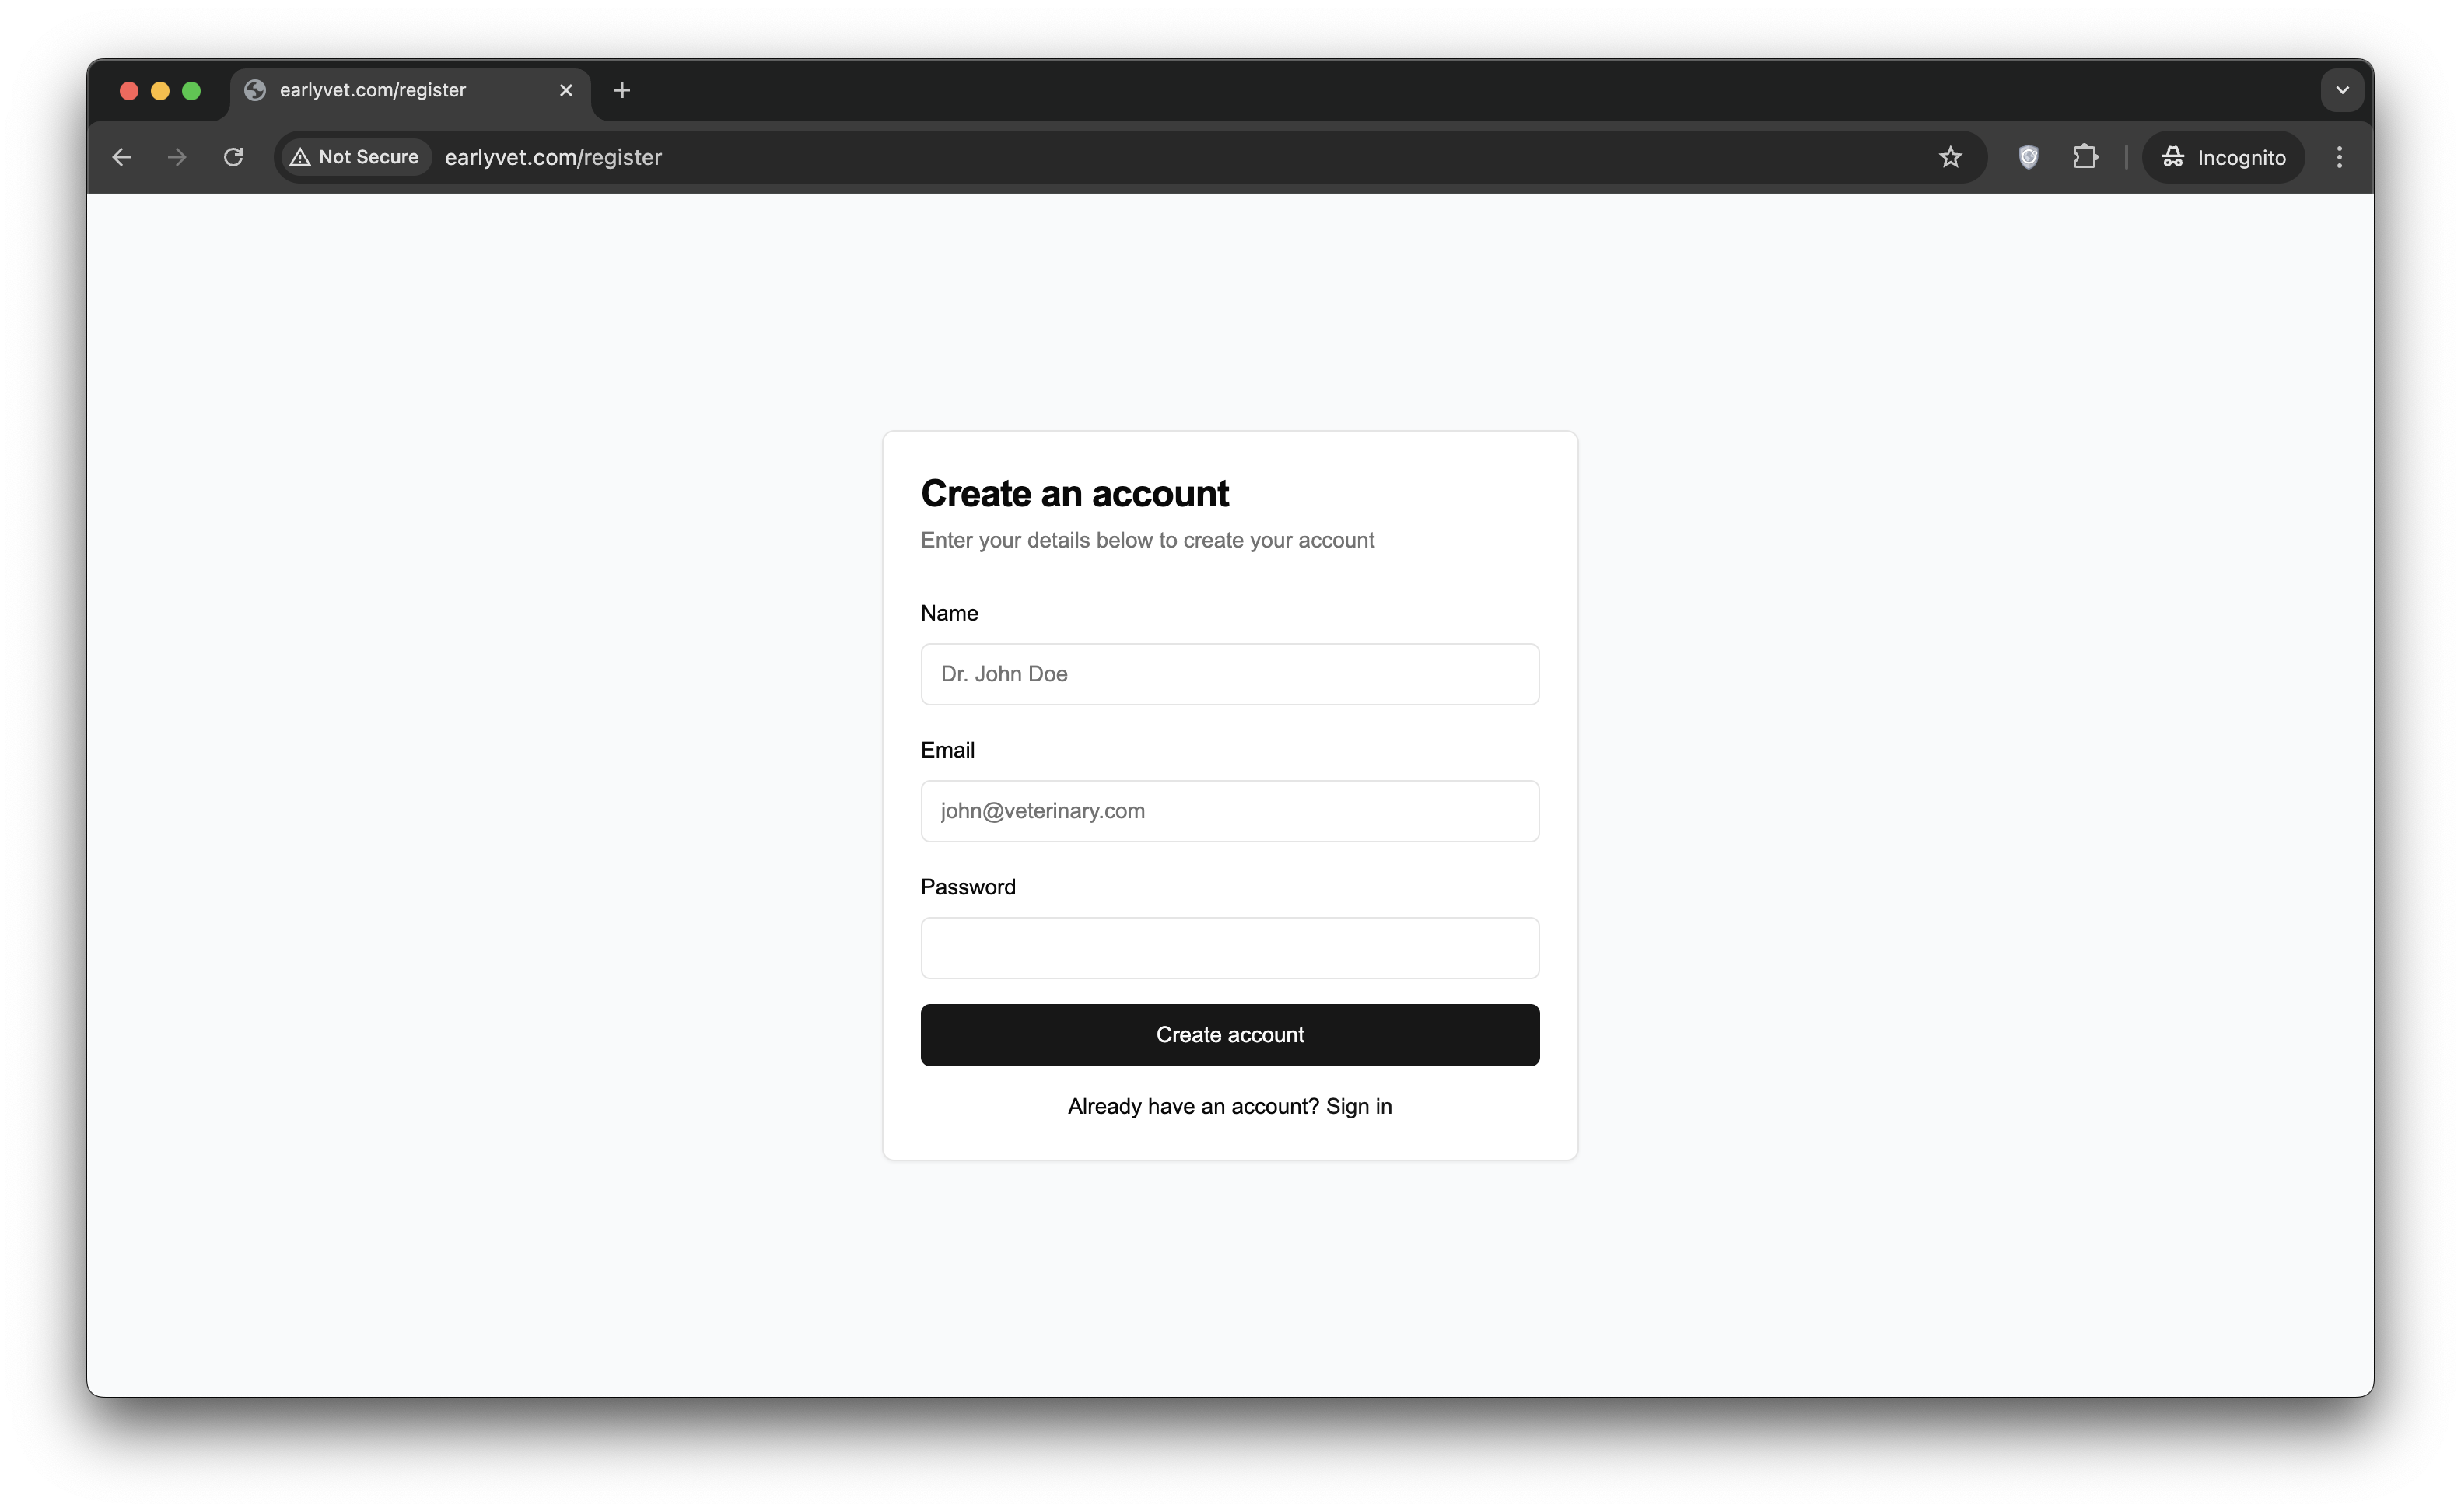 earlyvet.com/register
Not Secure earlyvet.com/register Incognito
Create an account
Enter your details below to create your account
Name
Dr. John Doe
Email
john@veterinary.com
Password
Create account
Already have an account? Sign in